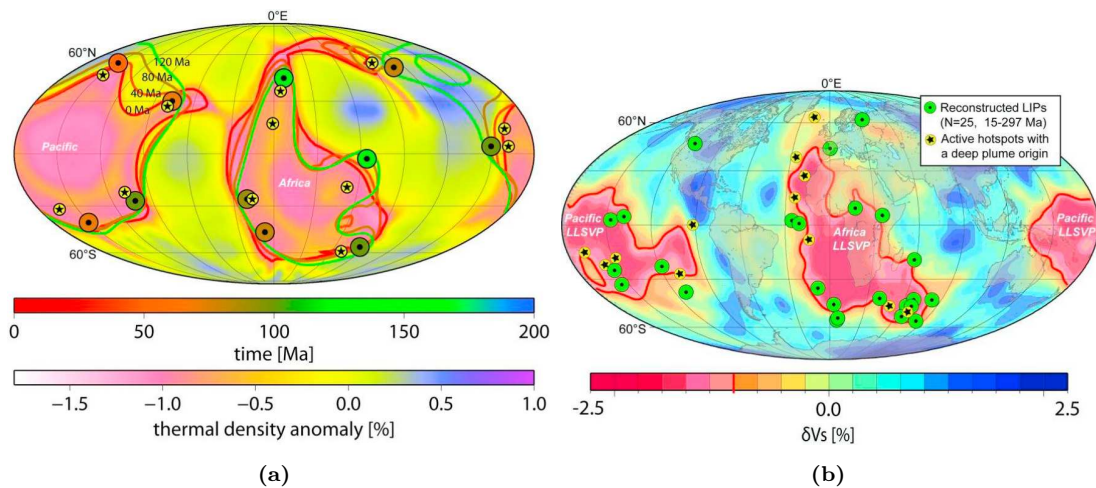 0°E
60°N
120 Ma
80 Ma
40 Ma
0 Ma
Pacific
Africa
60°S
0 50 100 150 200
time [Ma]
−1.5 −1.0 −0.5 0.0 0.5 1.0
thermal density anomaly [%]
(a)
0°E
60°N
Reconstructed LIPs
(N=25, 15-297 Ma)
Active hotspots with
a deep plume origin
Pacific
LLSVP
Africa
LLSVP
Pacific
LLSVP
60°S
-2.5 0.0 2.5
δVs [%]
(b)